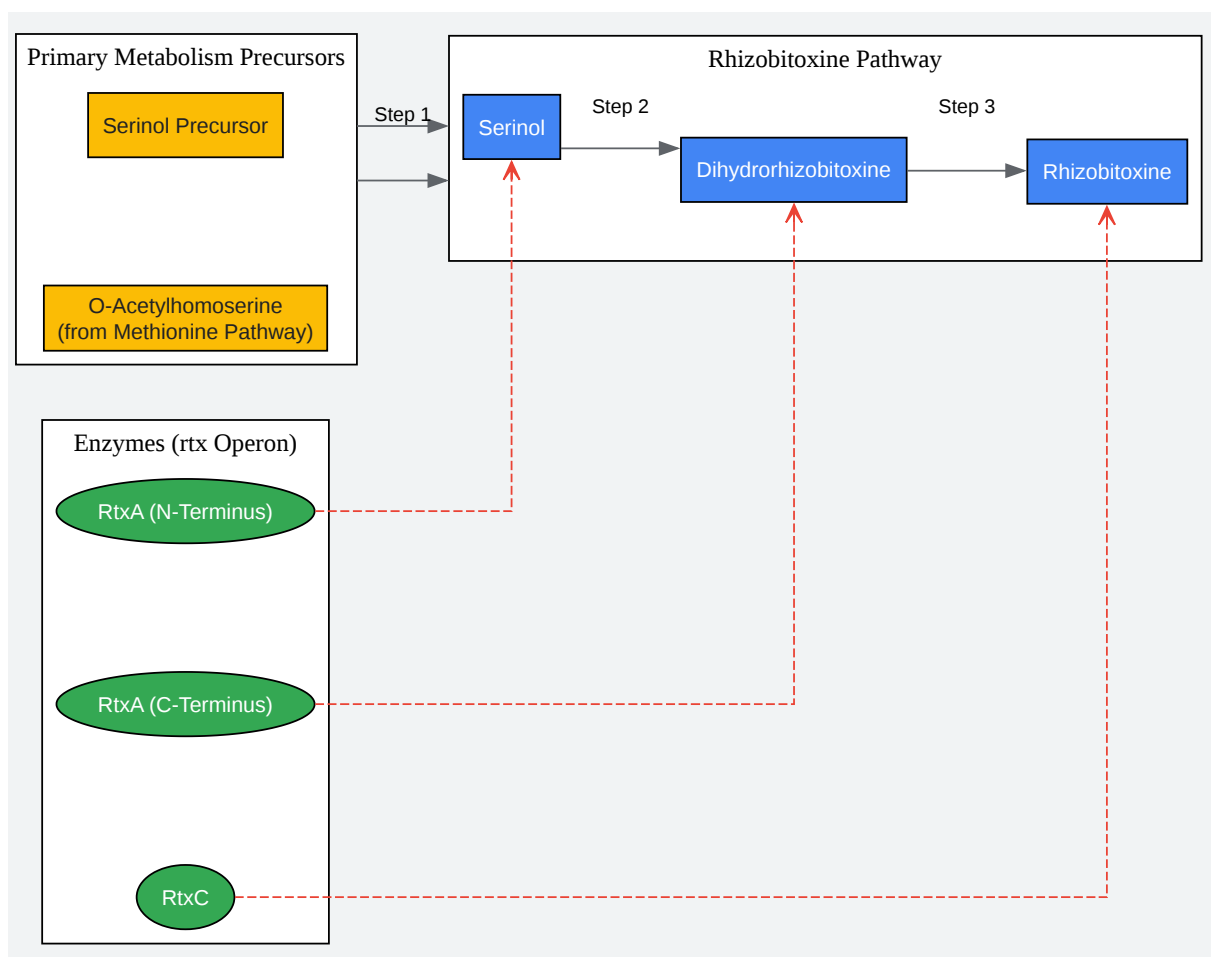 Primary Metabolism Precursors
Serinol Precursor
O-Acetylhomoserine
(from Methionine Pathway)
Step 1
Rhizobitoxine Pathway
Serinol
Step 2
Dihydrorhizobitoxine
Step 3
Rhizobitoxine
Enzymes (rtx Operon)
RtxA (N-Terminus)
RtxA (C-Terminus)
RtxC